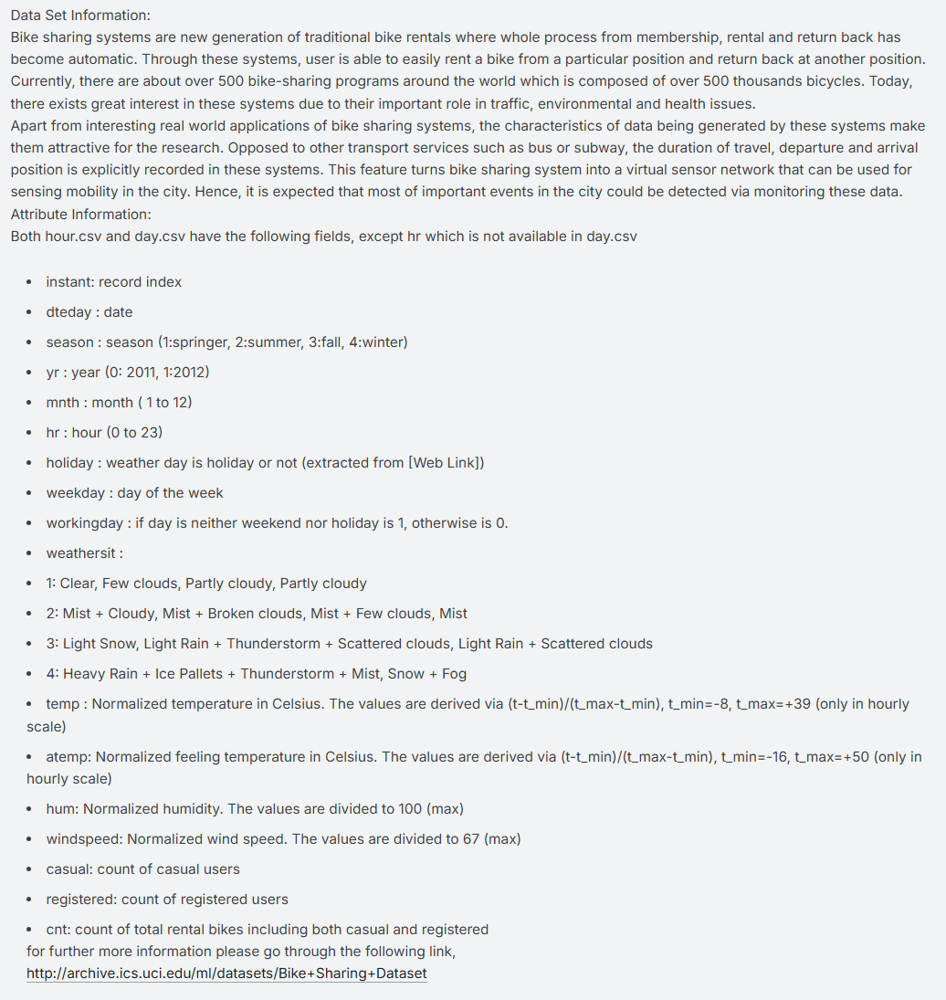 Data Set Information:
Bike sharing systems are new generation of traditional bike rentals where whole process from membership, rental and return back has
become automatic. Through these systems, user is able to easily rent a bike from a particular position and return back at another position.
Currently, there are about over 500 bike-sharing programs around the world which is composed of over 500 thousands bicycles. Today,
there exists great interest in these systems due to their important role in traffic, environmental and health issues.
Apart from interesting real world applications of bike sharing systems, the characteristics of data being generated by these systems make
them attractive for the research. Opposed to other transport services such as bus or subway, the duration of travel, departure and arrival
position is explicitly recorded in these systems. This feature turns bike sharing system into a virtual sensor network that can be used for
sensing mobility in the city. Hence, it is expected that most of important events in the city could be detected via monitoring these data.
Attribute Information:
Both hour.csv and day.csv have the following fields, except hr which is not available in day.csv
• instant: record index
• dteday : date
• season : season (1:springer, 2:summer, 3:fall, 4:winter)
• yr : year (0: 2011, 1:2012)
• mnth : month ( 1 to 12)
• hr : hour (0 to 23)
• holiday : weather day is holiday or not (extracted from [Web Link])
• weekday : day of the week
• workingday : if day is neither weekend nor holiday is 1, otherwise is 0.
• weathersit :
• 1: Clear, Few clouds, Partly cloudy, Partly cloudy
• 2: Mist + Cloudy, Mist + Broken clouds, Mist + Few clouds, Mist
• 3: Light Snow, Light Rain + Thunderstorm + Scattered clouds, Light Rain + Scattered clouds
• 4: Heavy Rain + Ice Pallets + Thunderstorm + Mist, Snow + Fog
• temp : Normalized temperature in Celsius. The values are derived via (t-t_min)/(t_max-t_min), t_min=-8, t_max=+39 (only in hourly
scale)
• atemp: Normalized feeling temperature in Celsius. The values are derived via (t-t_min)/(t_max-t_min), t_min=-16, t_max=+50 (only in
hourly scale)
• hum: Normalized humidity. The values are divided to 100 (max)
• windspeed: Normalized wind speed. The values are divided to 67 (max)
• casual: count of casual users
• registered: count of registered users
• cnt: count of total rental bikes including both casual and registered
for further more information please go through the following link,
http://archive.ics.uci.edu/ml/datasets/Bike+Sharing+Dataset